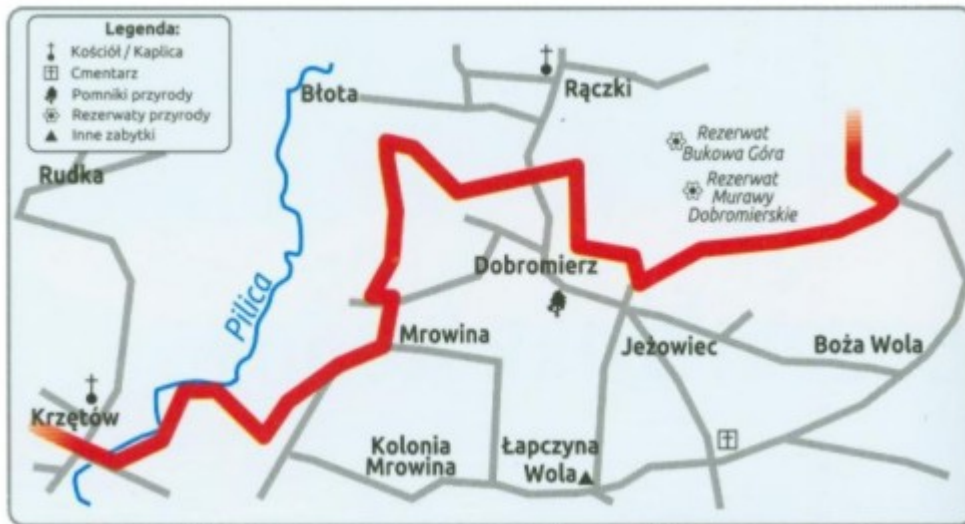 Legenda:
Kościół / Kaplica
Cmentarz
Pomniki przyrody
Rezerwaty przyrody
Inne zabytki
Błota
Rączki
Rudka
Rezerwat
Bukowa Góra
Rezerwat
Murawy
Dobromierskie
Pilica
Dobromierz
Mrowina
Jeżowiec
Boża Wola
Krzętów
Kolonia
Mrowina
Łapczyna
Wola